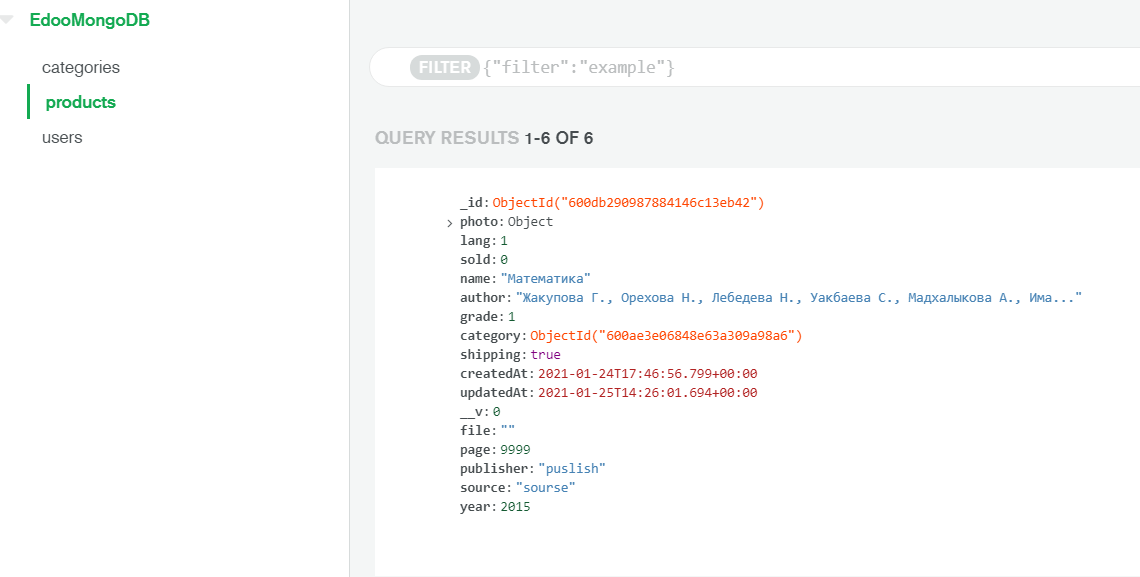 EdooMongoDB
categories
products
users
FILTER {"filter":"example"}
QUERY RESULTS 1-6 OF 6
_id: ObjectId("600db290987884146c13eb42")
photo: Object
lang: 1
sold: 0
name: "Математика"
author: "Жакупова Г., Орехова Н., Лебедева Н., Уакбаева С., Мадхалыкова А., Има..."
grade: 1
category: ObjectId("600ae3e06848e63a309a98a6")
shipping: true
createdAt: 2021-01-24T17:46:56.799+00:00
updatedAt: 2021-01-25T14:26:01.694+00:00
__v: 0
file: ""
page: 9999
publisher: "puslish"
source: "sourse"
year: 2015